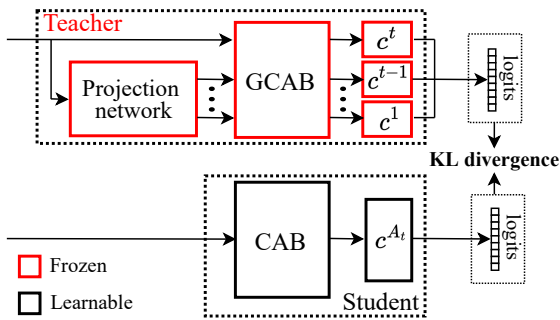 Teacher
Projection
network
GCAB
c^t
c^{t-1}
c^1
logits
KL divergence
CAB
c^{A_t}
logits
Student
Frozen
Learnable